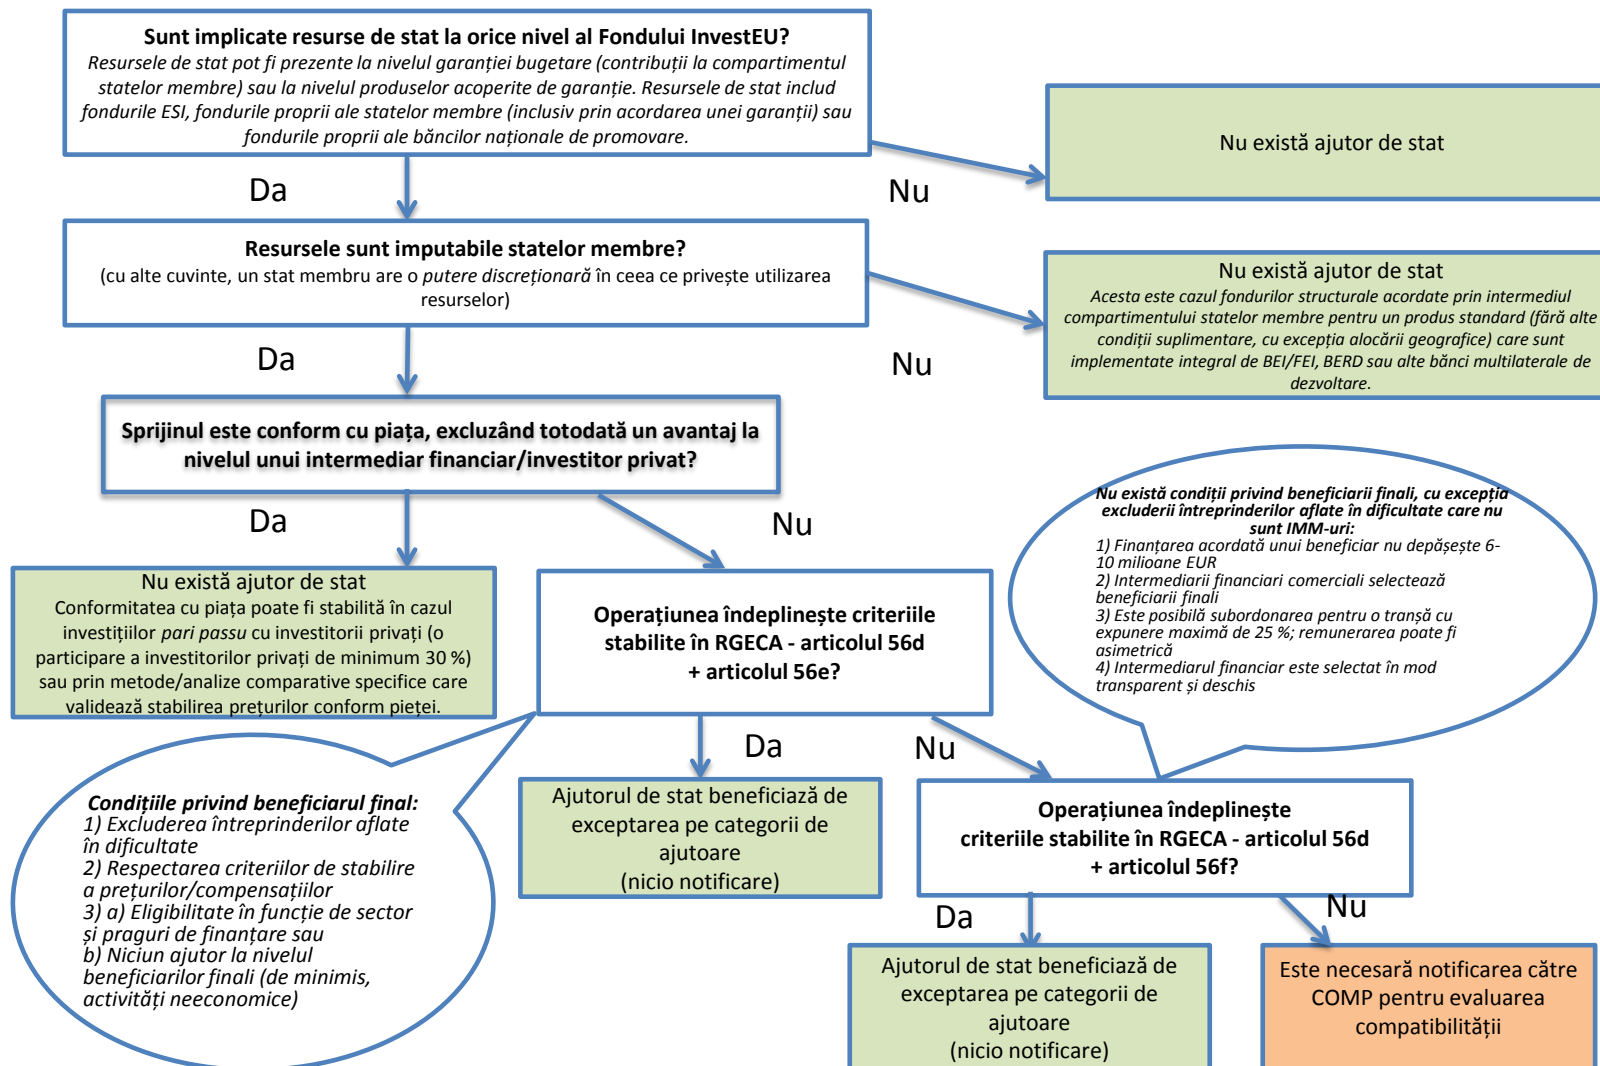 Sunt implicate resurse de stat la orice nivel al Fondului InvestEU?
Resursele de stat pot fi prezente la nivelul garanției bugetare (contribuții la compartimentul
statelor membre) sau la nivelul produselor acoperite de garanție. Resursele de stat includ
fondurile ESI, fondurile proprii ale statelor membre (inclusiv prin acordarea unei garanții) sau
fondurile proprii ale băncilor naționale de promovare.
Nu există ajutor de stat
Da
Nu
Resursele sunt imputabile statelor membre?
(cu alte cuvinte, un stat membru are o putere discreționară în ceea ce privește utilizarea
resurselor)
Nu există ajutor de stat
Acesta este cazul fondurilor structurale acordate prin intermediul
compartimentului statelor membre pentru un produs standard (fără alte
condiții suplimentare, cu excepția alocării geografice) care sunt
implementate integral de BEI/FEI, BERD sau alte bănci multilaterale de
dezvoltare.
Da
Nu
Sprijinul este conform cu piața, excluzând totodată un avantaj la
nivelul unui intermediar financiar/investitor privat?
Da
Nu
Nu există condiții privind beneficiarii finali, cu excepția
excluderii întreprinderilor aflate în dificultate care nu
sunt IMM-uri:
1) Finanțarea acordată unui beneficiar nu depășește 6-
10 milioane EUR
2) Intermediarii financiari comerciali selectează
beneficiarii finali
3) Este posibilă subordonarea pentru o tranșă cu
expunere maximă de 25 %; remunerarea poate fi
asimetrică
4) Intermediarul financiar este selectat în mod
transparent și deschis
Nu există ajutor de stat
Conformitatea cu piața poate fi stabilită în cazul
investițiilor pari passu cu investitorii privați (o
participare a investitorilor privați de minimum 30 %)
sau prin metode/analize comparative specifice care
validează stabilirea prețurilor conform pieței.
Operațiunea îndeplinește criteriile
stabilite în RGECA - articolul 56d
+ articolul 56e?
Da
Nu
Condițiile privind beneficiarul final:
1) Excluderea întreprinderilor aflate
în dificultate
2) Respectarea criteriilor de stabilire
a prețurilor/compensațiilor
3) a) Eligibilitate în funcție de sector
și praguri de finanțare sau
b) Niciun ajutor la nivelul
beneficiarilor finali (de minimis,
activități neeconomice)
Ajutorul de stat beneficiază de
exceptarea pe categorii de
ajutoare
(nicio notificare)
Operațiunea îndeplinește
criteriile stabilite în RGECA - articolul 56d
+ articolul 56f?
Da
Nu
Ajutorul de stat beneficiază de
exceptarea pe categorii de
ajutoare
(nicio notificare)
Este necesară notificarea către
COMP pentru evaluarea
compatibilității